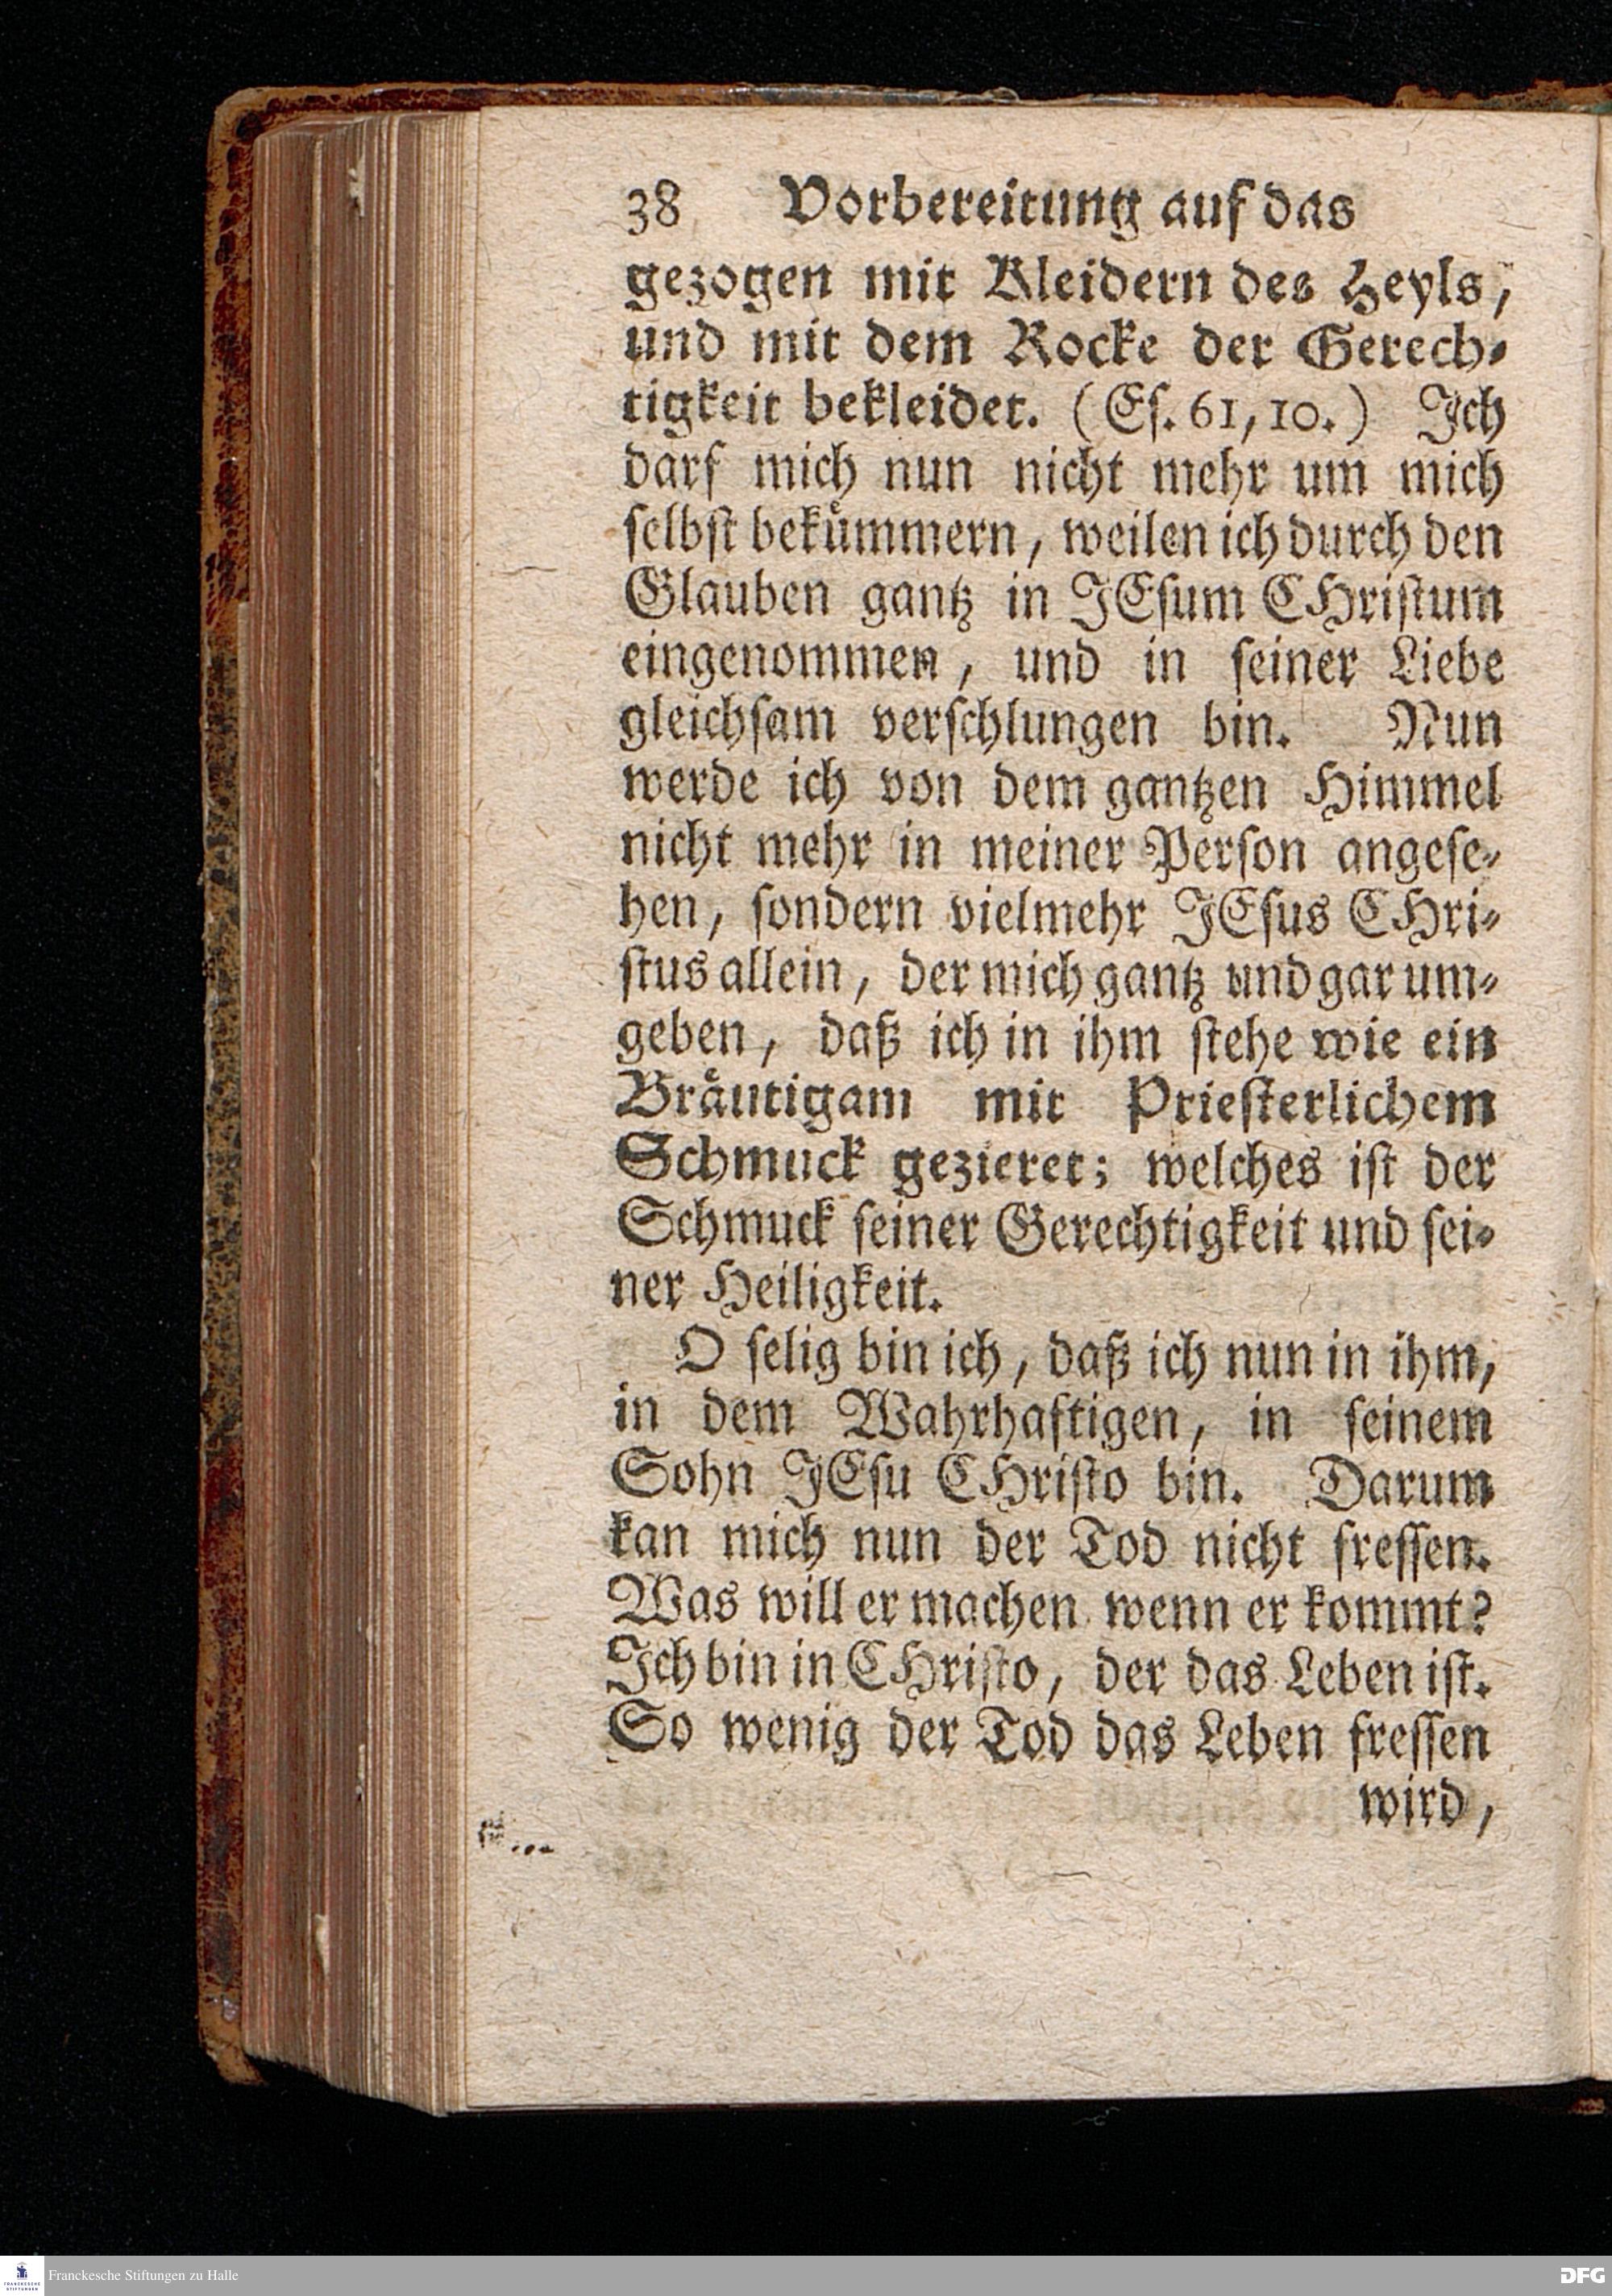 38 Vorbereitung auf das
gezogen mit Kleidern des Heyls,
und mit dem Rocke der Gerech-
tigkeit bekleidet. (Eſ. 61, 10.) Ich
darf mich nun nicht mehr um mich
ſelbſt bekuͤmmern, weilen ich durch den
Glauben gantz in JEſum CHriſtum
eingenommen, und in ſeiner Liebe
gleichſam verſchlungen bin. Nun
werde ich von dem gantzen Himmel
nicht mehr in meiner Perſon angeſe-
hen, ſondern vielmehr JEſus CHri-
ſtus allein, der mich gantz und gar um-
geben, daß ich in ihm ſtehe wie ein
Braͤutigam mit Prieſterlichem
Schmuck gezieret; welches iſt der
Schmuck ſeiner Gerechtigkeit und ſei-
ner Heiligkeit.
O ſelig bin ich, daß ich nun in ihm,
in dem Wahrhaftigen, in ſeinem
Sohn JEſu CHriſto bin. Darum
kan mich nun der Tod nicht freſſen.
Was will er machen wenn er kommt?
Ich bin in CHriſto, der das Leben iſt.
So wenig der Tod das Leben freſſen
wird,
FRANCKESCHE STIFTUNGEN
Franckesche Stiftungen zu Halle
DFG